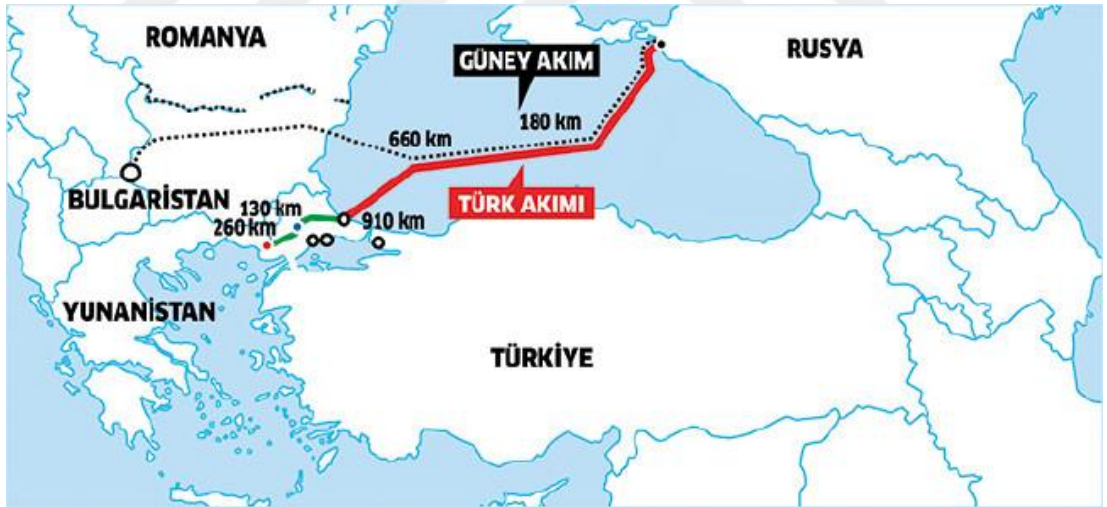 ROMANYA
GÜNEY AKIM
RUSYA
660 km
180 km
BULGARİSTAN
TÜRK AKIMI
130 km
910 km
260 km
YUNANİSTAN
TÜRKİYE